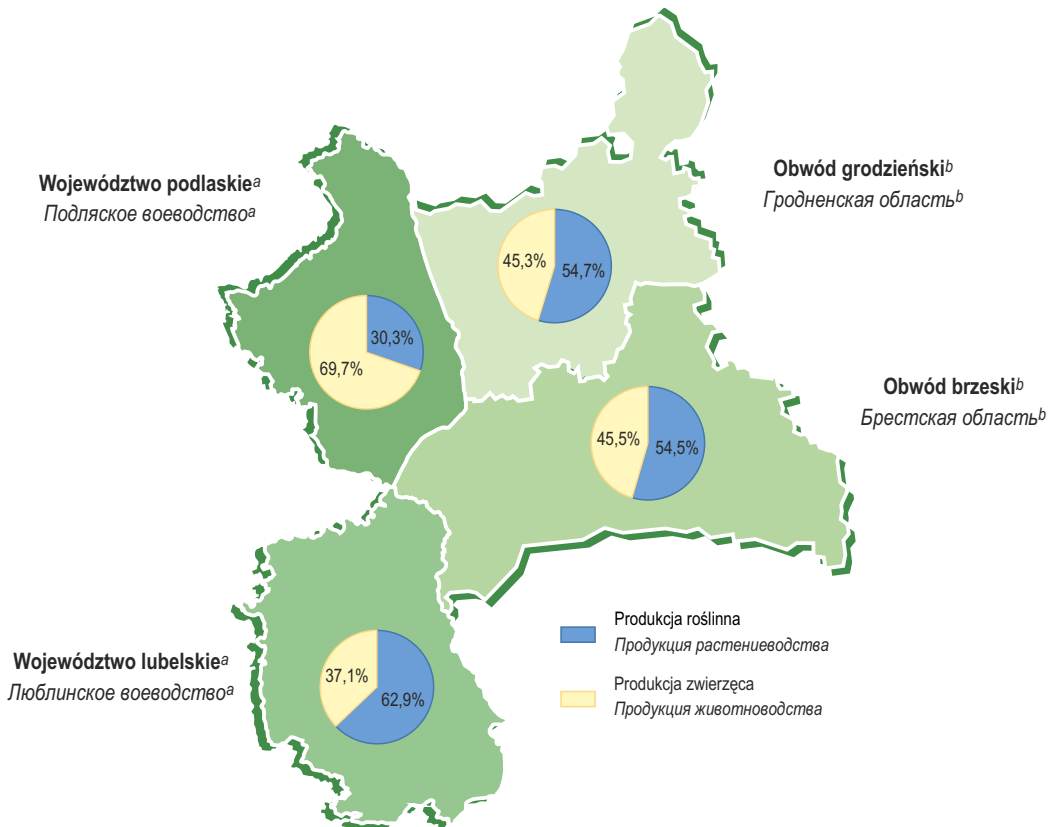 Województwo podlaskieᵃ
Подляское воеводствоᵃ
Obwód grodzieńskiᵇ
Гродненская областьᵇ
45,3%
54,7%
30,3%
69,7%
Obwód brzeskiᵇ
Брестская областьᵇ
45,5%
54,5%
Województwo lubelskieᵃ
Люблинское воеводствоᵃ
37,1%
62,9%
Produkcja roślinna
Продукция растениеводства
Produkcja zwierzęca
Продукция животноводства